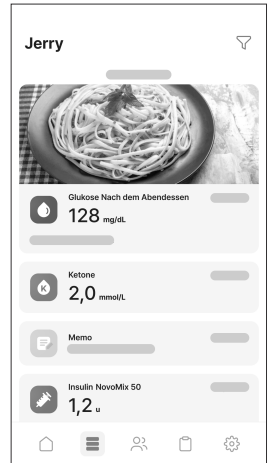 Jerry
Glukose Nach dem Abendessen
128 mg/dL
K
Ketone
2,0 mmol/L
Memo
Insulin NovoMix 50
1,2 u